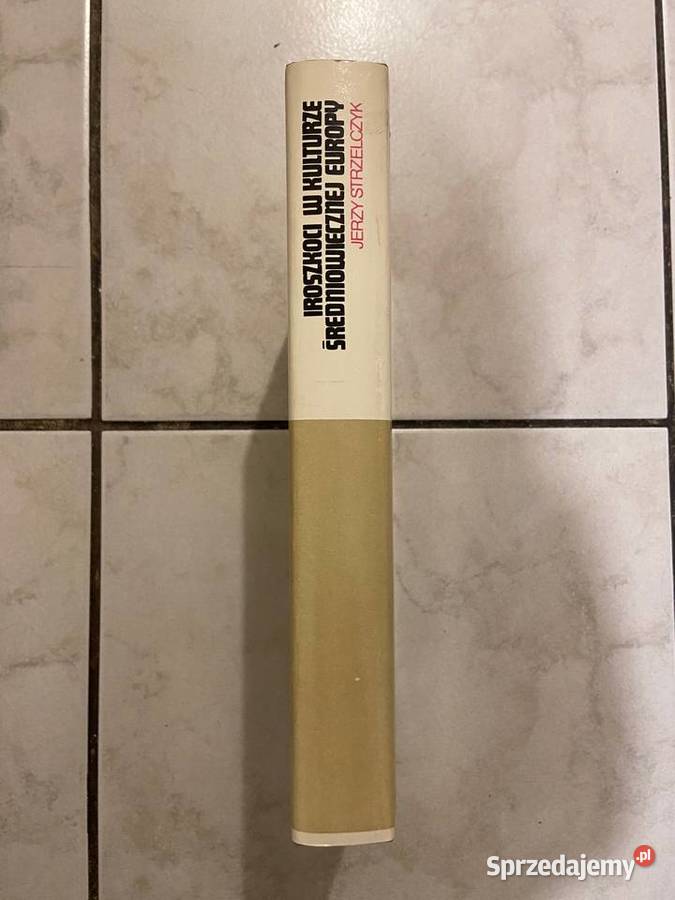 IROSZKOCI W KULTURZE
ŚREDNIOWIECZNEJ EUROPY
JERZY STRZELCZYK
Sprzedajemy.pl